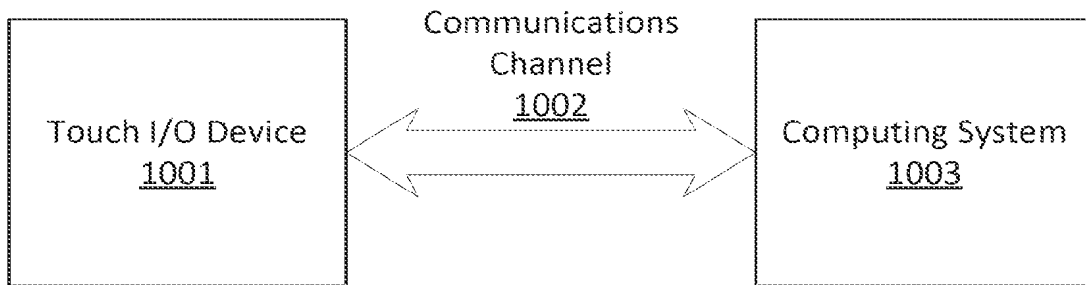 Communications
Channel
1002
Touch I/O Device
1001
Computing System
1003